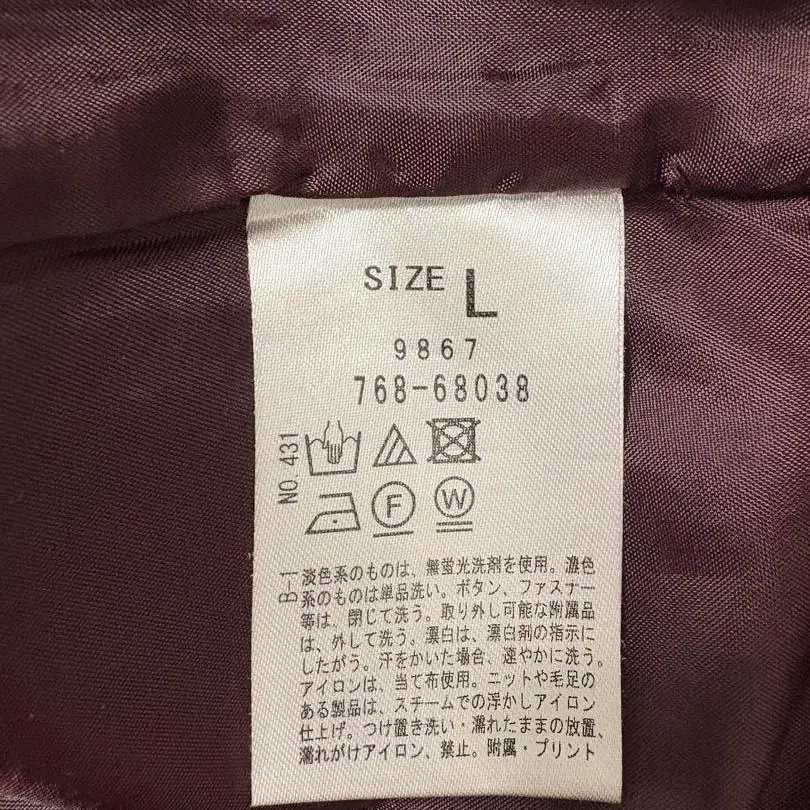 SIZE L
9867
768-68038
NO.431
F
W
B-1
淡色系のものは、無蛍光洗剤を使用。濃色
系のものは単品洗い。ボタン、ファスナー
等は、閉じて洗う。取り外し可能な附属品
は、外して洗う。漂白は、漂白剤の指示に
したがう。汗をかいた場合、速やかに洗う。
アイロンは、当て布使用。ニットや毛足の
ある製品は、スチームでの浮かしアイロン
仕上げ。つけ置き洗い・濡れたままの放置、
濡れがけアイロン、禁止。附属・プリント